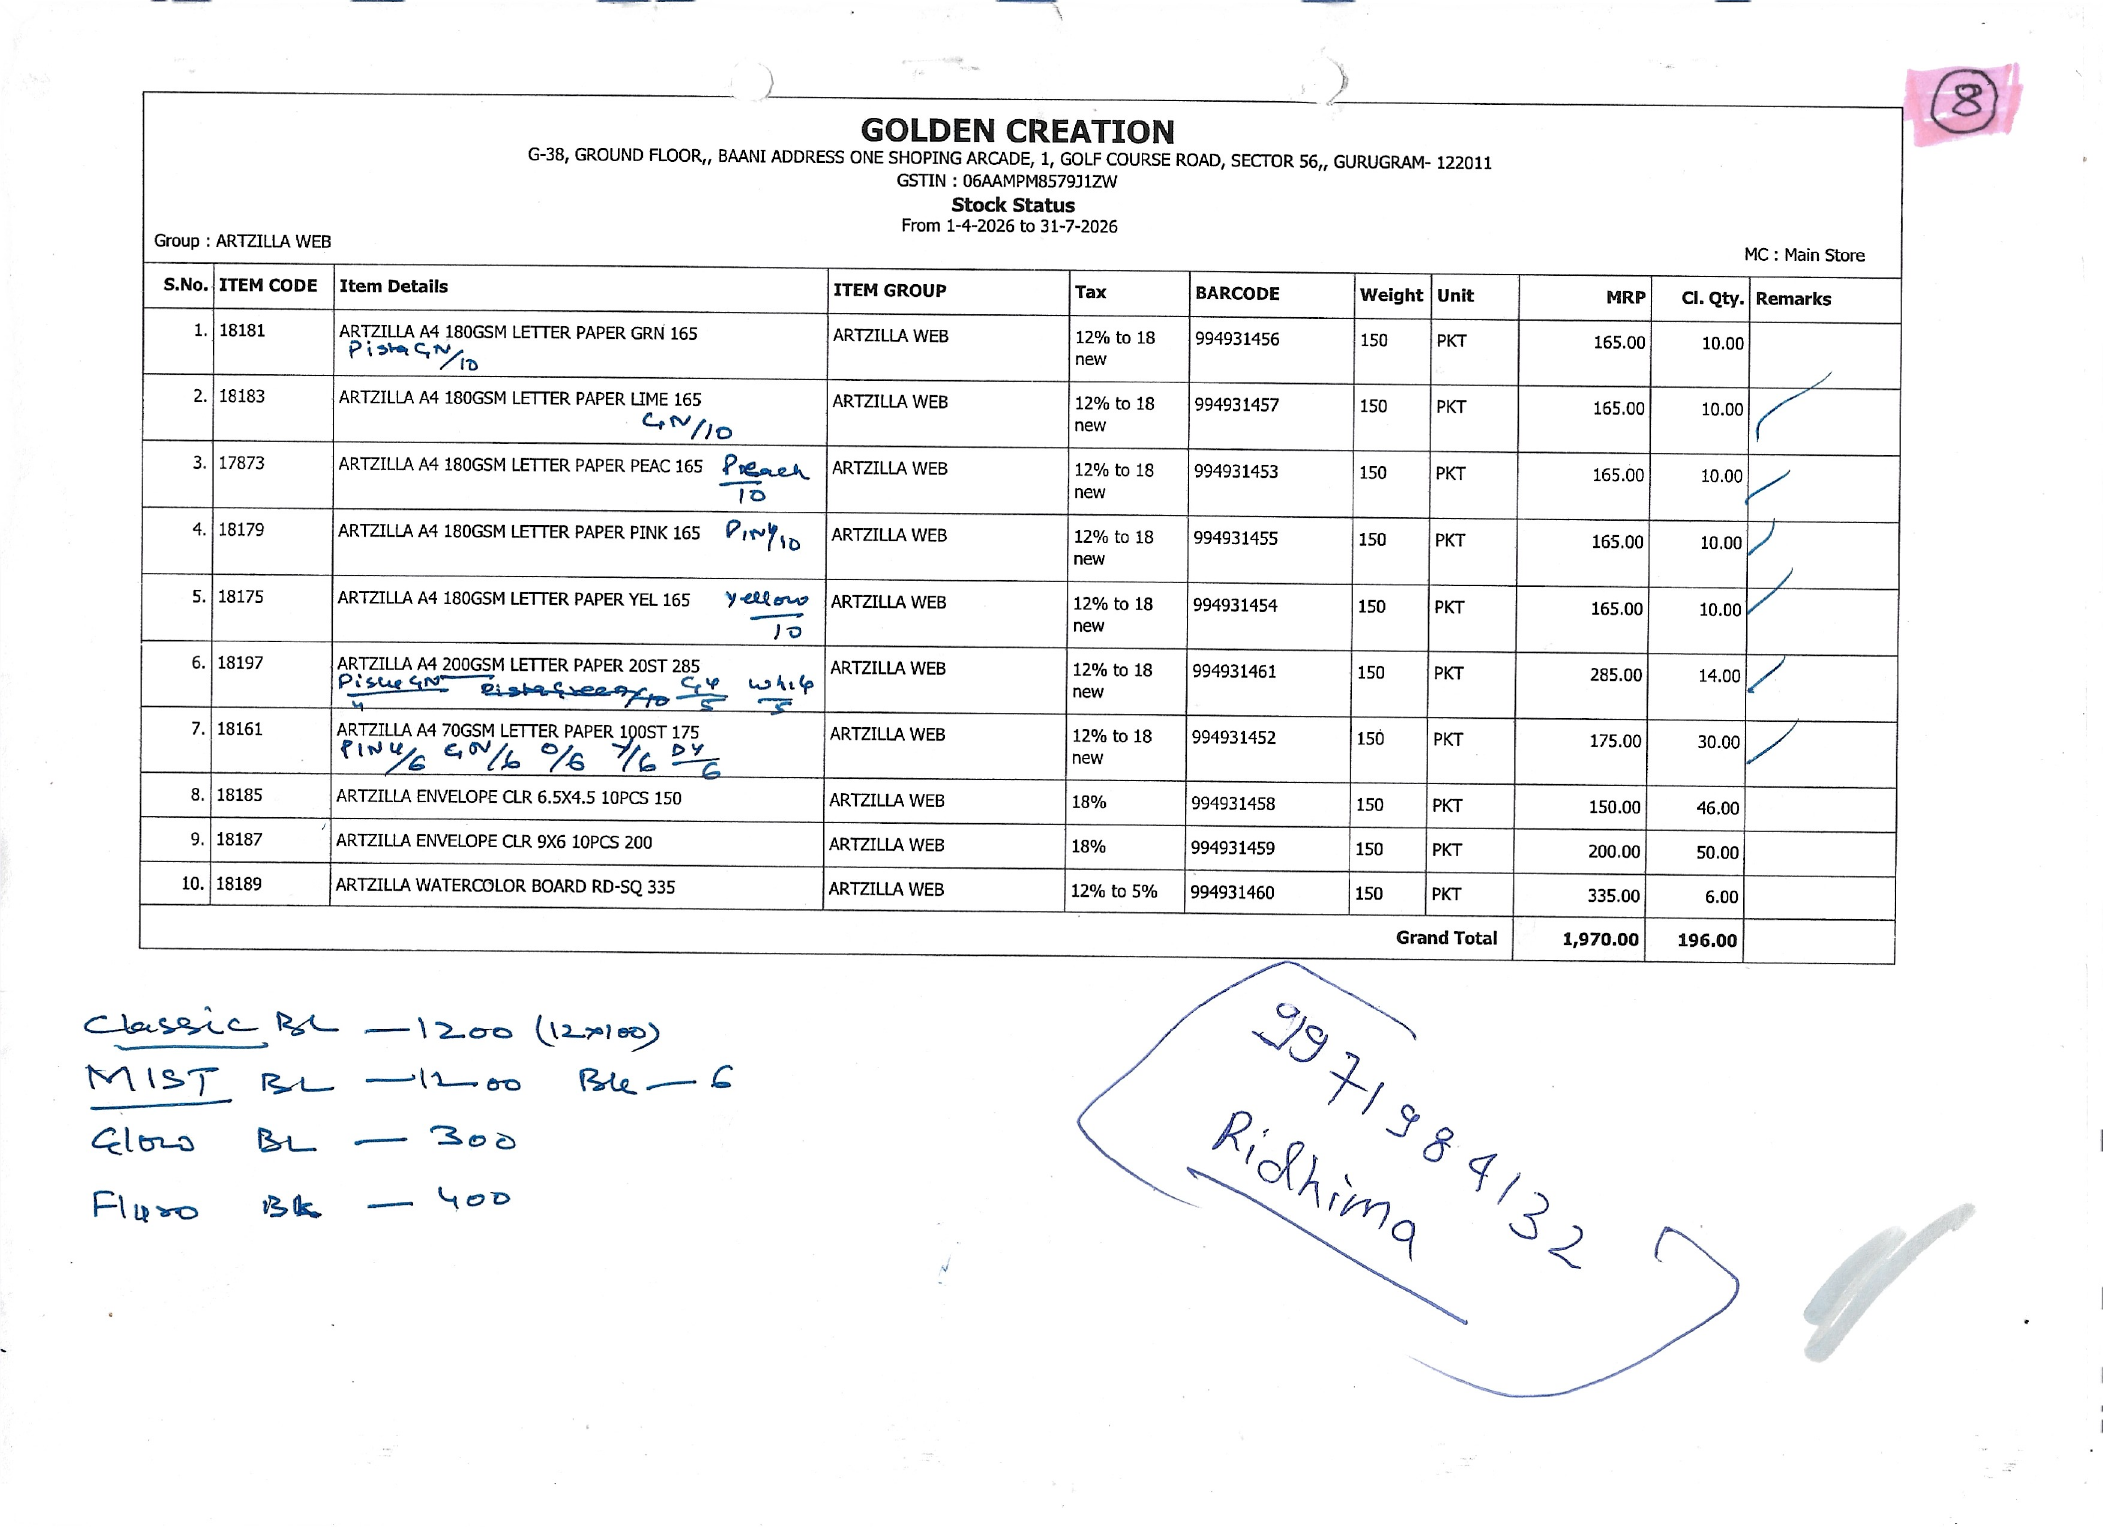 8
GOLDEN CREATION
G-38, GROUND FLOOR,, BAANI ADDRESS ONE SHOPING ARCADE, 1, GOLF COURSE ROAD, SECTOR 56,, GURUGRAM- 122011
GSTIN : 06AAMPM8579J1ZW
Stock Status
From 1-4-2026 to 31-7-2026
Group : ARTZILLA WEB
MC : Main Store
S.No. ITEM CODE Item Details ITEM GROUP Tax BARCODE Weight Unit MRP Cl. Qty. Remarks
1. 18181 ARTZILLA A4 180GSM LETTER PAPER GRN 165 ARTZILLA WEB 12% to 18 new 994931456 150 PKT 165.00 10.00
Pista GN/10
2. 18183 ARTZILLA A4 180GSM LETTER PAPER LIME 165 ARTZILLA WEB 12% to 18 new 994931457 150 PKT 165.00 10.00
GN/10
3. 17873 ARTZILLA A4 180GSM LETTER PAPER PEAC 165 ARTZILLA WEB 12% to 18 new 994931453 150 PKT 165.00 10.00
Preach 10
4. 18179 ARTZILLA A4 180GSM LETTER PAPER PINK 165 ARTZILLA WEB 12% to 18 new 994931455 150 PKT 165.00 10.00
PINK/10
5. 18175 ARTZILLA A4 180GSM LETTER PAPER YEL 165 ARTZILLA WEB 12% to 18 new 994931454 150 PKT 165.00 10.00
Yellow 10
6. 18197 ARTZILLA A4 200GSM LETTER PAPER 20ST 285 ARTZILLA WEB 12% to 18 new 994931461 150 PKT 285.00 14.00
GN 4 Pista Green/10 GY 5 5
7. 18161 ARTZILLA A4 70GSM LETTER PAPER 100ST 175 ARTZILLA WEB 12% to 18 new 994931452 150 PKT 175.00 30.00
PINK/6 GN/6 O/6 Y/6 DY 6
8. 18185 ARTZILLA ENVELOPE CLR 6.5X4.5 10PCS 150 ARTZILLA WEB 18% 994931458 150 PKT 150.00 46.00
9. 18187 ARTZILLA ENVELOPE CLR 9X6 10PCS 200 ARTZILLA WEB 18% 994931459 150 PKT 200.00 50.00
10. 18189 ARTZILLA WATERCOLOR BOARD RD-SQ 335 ARTZILLA WEB 12% to 5% 994931460 150 PKT 335.00 6.00
Grand Total 1,970.00 196.00
Classic BL — 1200 (12×100)
MIST BL — 1200 Blk — 6
Glow BL — 300
Fluro Bk — 400
9971984132
Ridhima